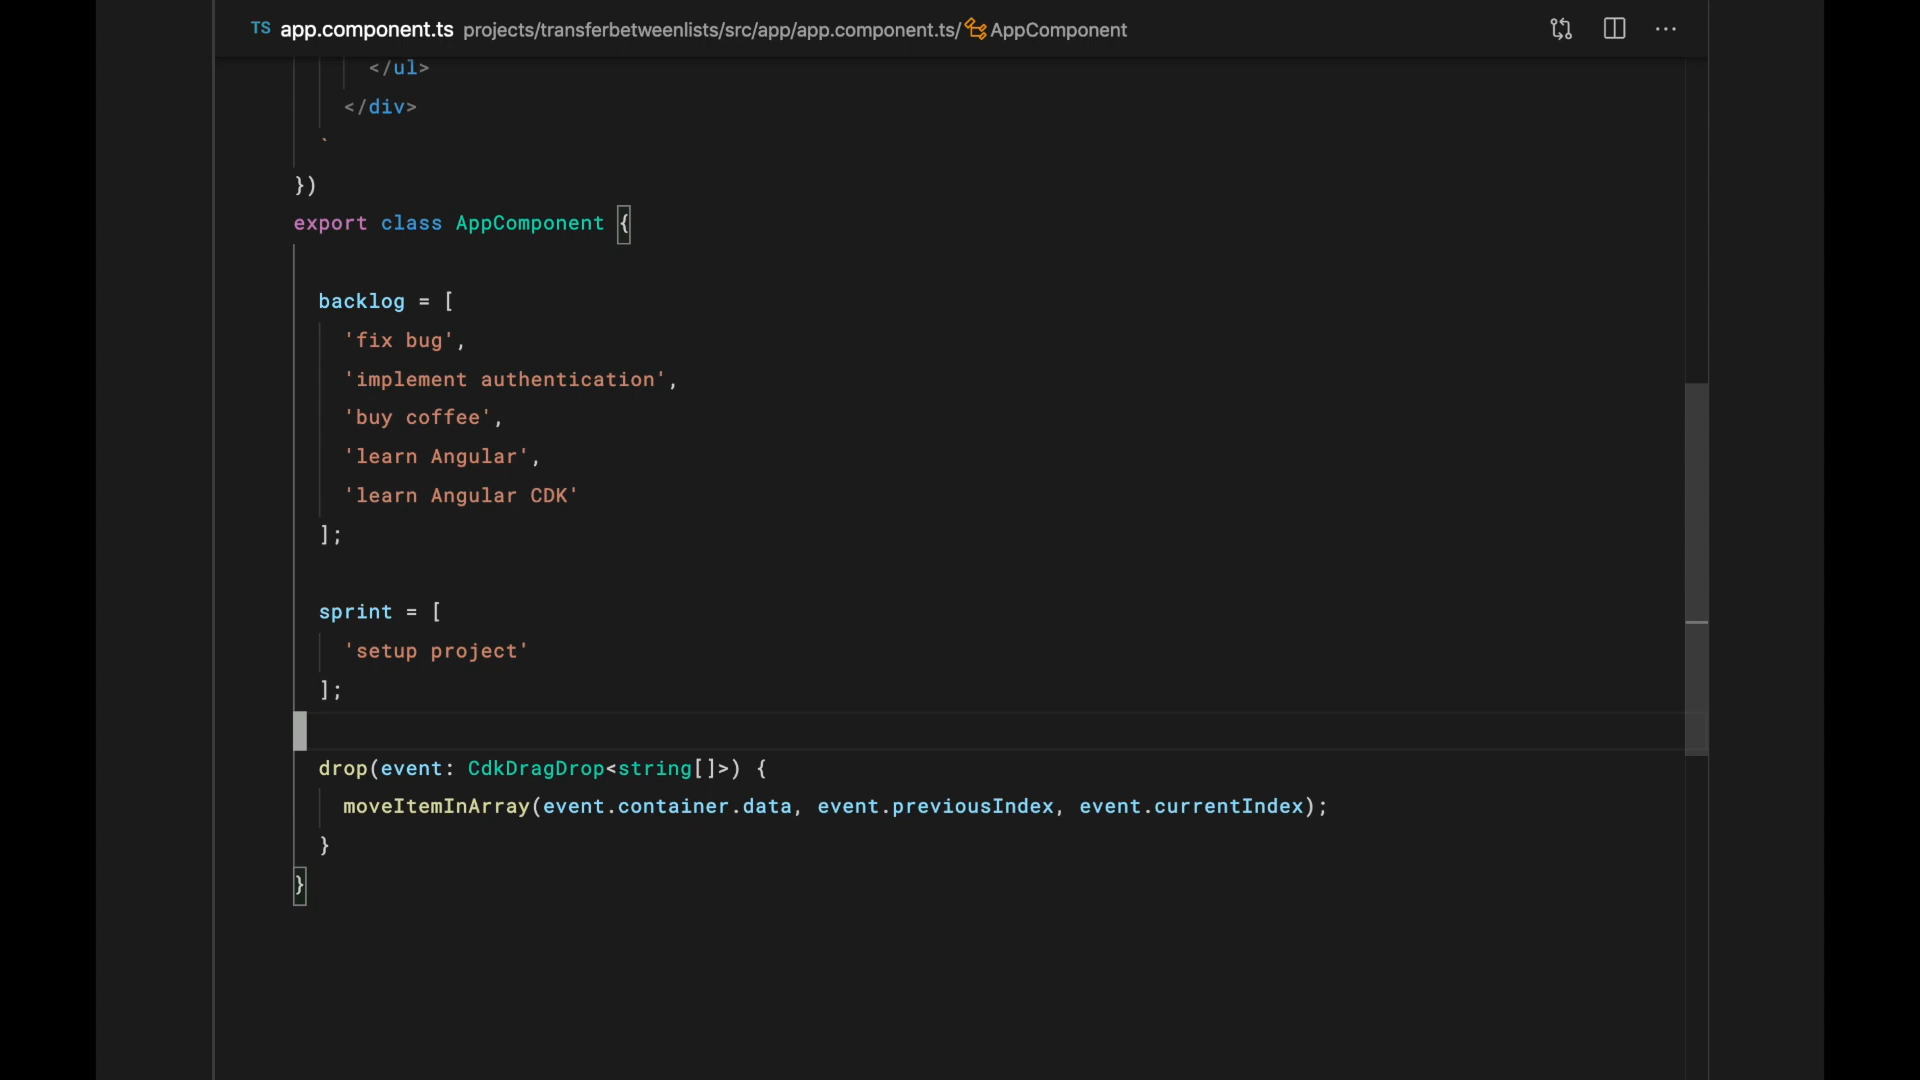 TS app.component.ts projects/transferbetweenlists/src/app/app.component.ts/ AppComponent
</ul>
</div>
`
})
export class AppComponent {
backlog = [
'fix bug',
'implement authentication',
'buy coffee',
'learn Angular',
'learn Angular CDK'
];
sprint = [
'setup project'
];
drop(event: CdkDragDrop<string[]>) {
moveItemInArray(event.container.data, event.previousIndex, event.currentIndex);
}
}